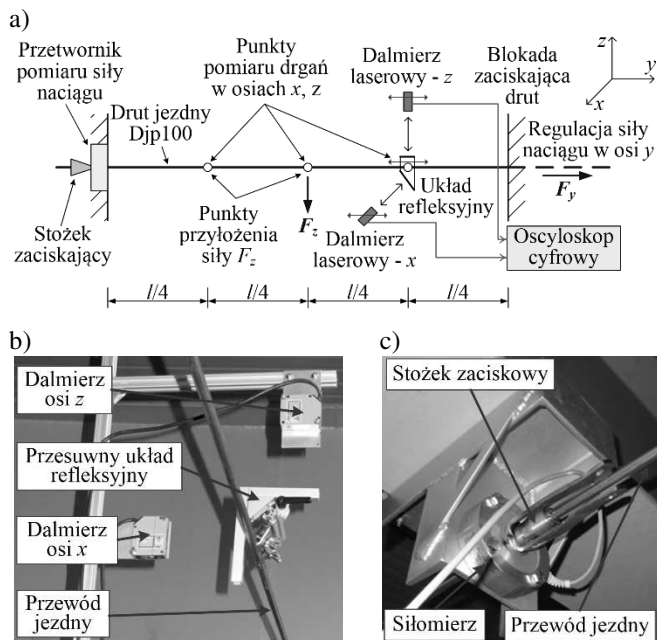 a)
Przetwornik
pomiaru siły
naciągu
Drut jezdny
Djp100
Punkty
pomiaru drgań
w osiach x, z
Dalmierz
laserowy - z
Blokada
zaciskająca
drut
z
y
x
Regulacja siły
naciągu w osi y
F_y
Stożek
zaciskający
Punkty
przyłożenia
siły F_z
F_z
Układ
refleksyjny
Dalmierz
laserowy - x
Oscyloskop
cyfrowy
l/4
l/4
l/4
l/4
b)
Dalmierz
osi z
Przesuwny układ
refleksyjny
Dalmierz
osi x
Przewód
jezdny
c)
Stożek zaciskowy
Siłomierz
Przewód jezdny